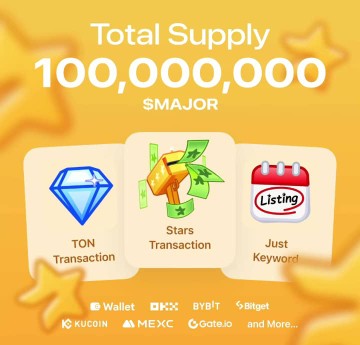 Total Supply
100,000,000
$MAJOR
TON
Transaction
Stars
Transaction
Listing
Just
Keyword
Wallet OKX BYBIT Bitget
KUCOIN MEXC Gate.io and More...